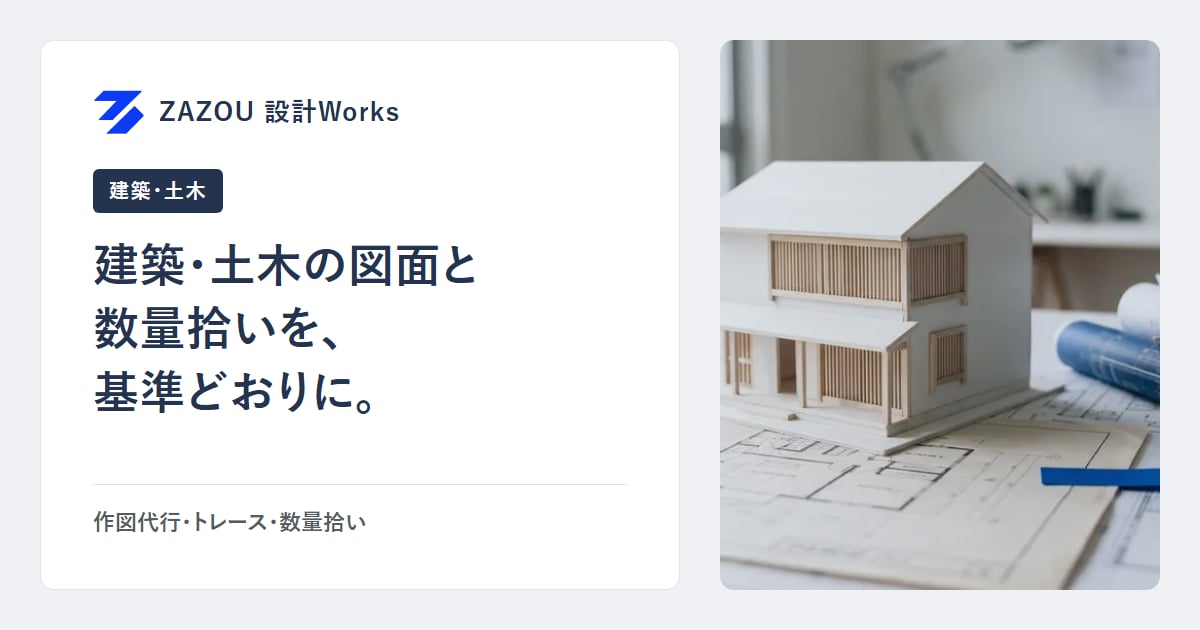 ZAZOU 設計Works
建築・土木
建築・土木の図面と
数量拾いを、
基準どおりに。
作図代行・トレース・数量拾い